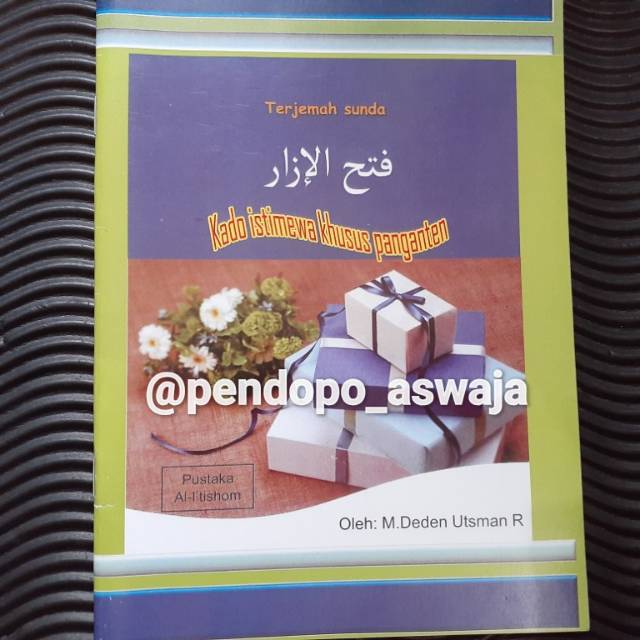 Terjemah sunda
فتح الإزار
Kado istimewa khusus panganten
@pendopo_aswaja
Pustaka
Al-I'tishom
Oleh: M.Deden Utsman R